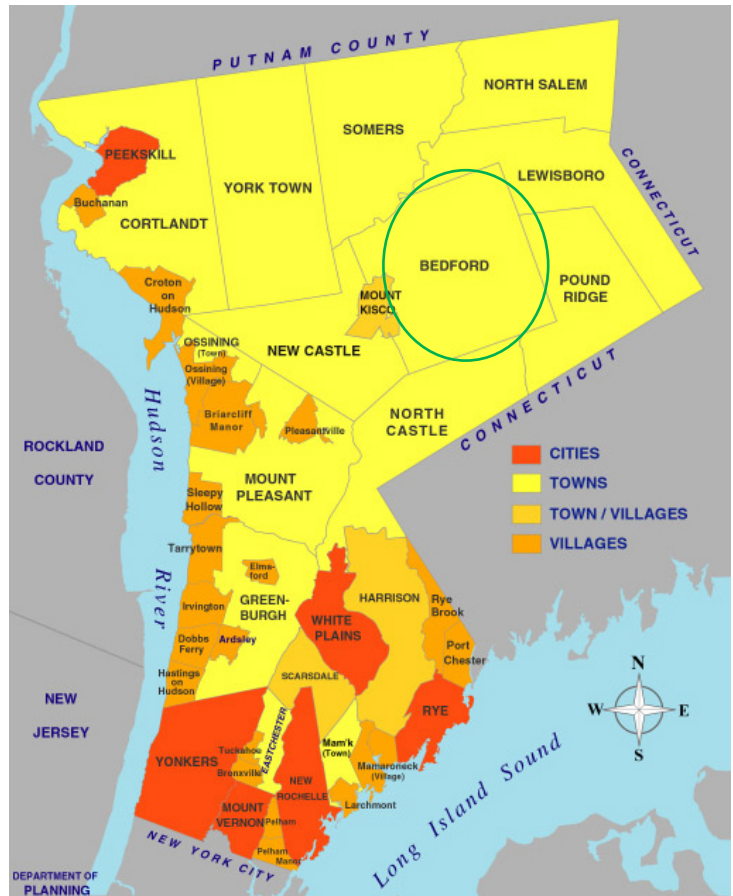 PUTNAM COUNTY
NORTH SALEM
SOMERS
PEEKSKILL
LEWISBORO
CONNECTICUT
YORK TOWN
Buchanan
CORTLANDT
BEDFORD
POUND
RIDGE
Croton
on
Hudson
MOUNT
KISCO
OSSINING
(Town)
NEW CASTLE
Ossining
(Village)
CONNECTICUT
Hudson
River
Briarcliff
Manor
Pleasantville
NORTH
CASTLE
ROCKLAND
COUNTY
CITIES
TOWNS
TOWN / VILLAGES
VILLAGES
MOUNT
PLEASANT
Sleepy
Hollow
Tarrytown
Elms-
ford
Irvington
GREEN-
BURGH
HARRISON
Rye
Brook
WHITE
PLAINS
Dobbs
Ferry
Ardsley
Port
Chester
Hastings
on
Hudson
SCARSDALE
NEW
JERSEY
RYE
N
W
E
S
EASTCHESTER
Mam'k
(Town)
Tuckahoe
YONKERS
Bronxville
Mamaroneck
(Village)
NEW
ROCHELLE
Larchmont
MOUNT
VERNON
Pelham
Pelham
Manor
Long Island Sound
NEW YORK CITY
DEPARTMENT OF
PLANNING